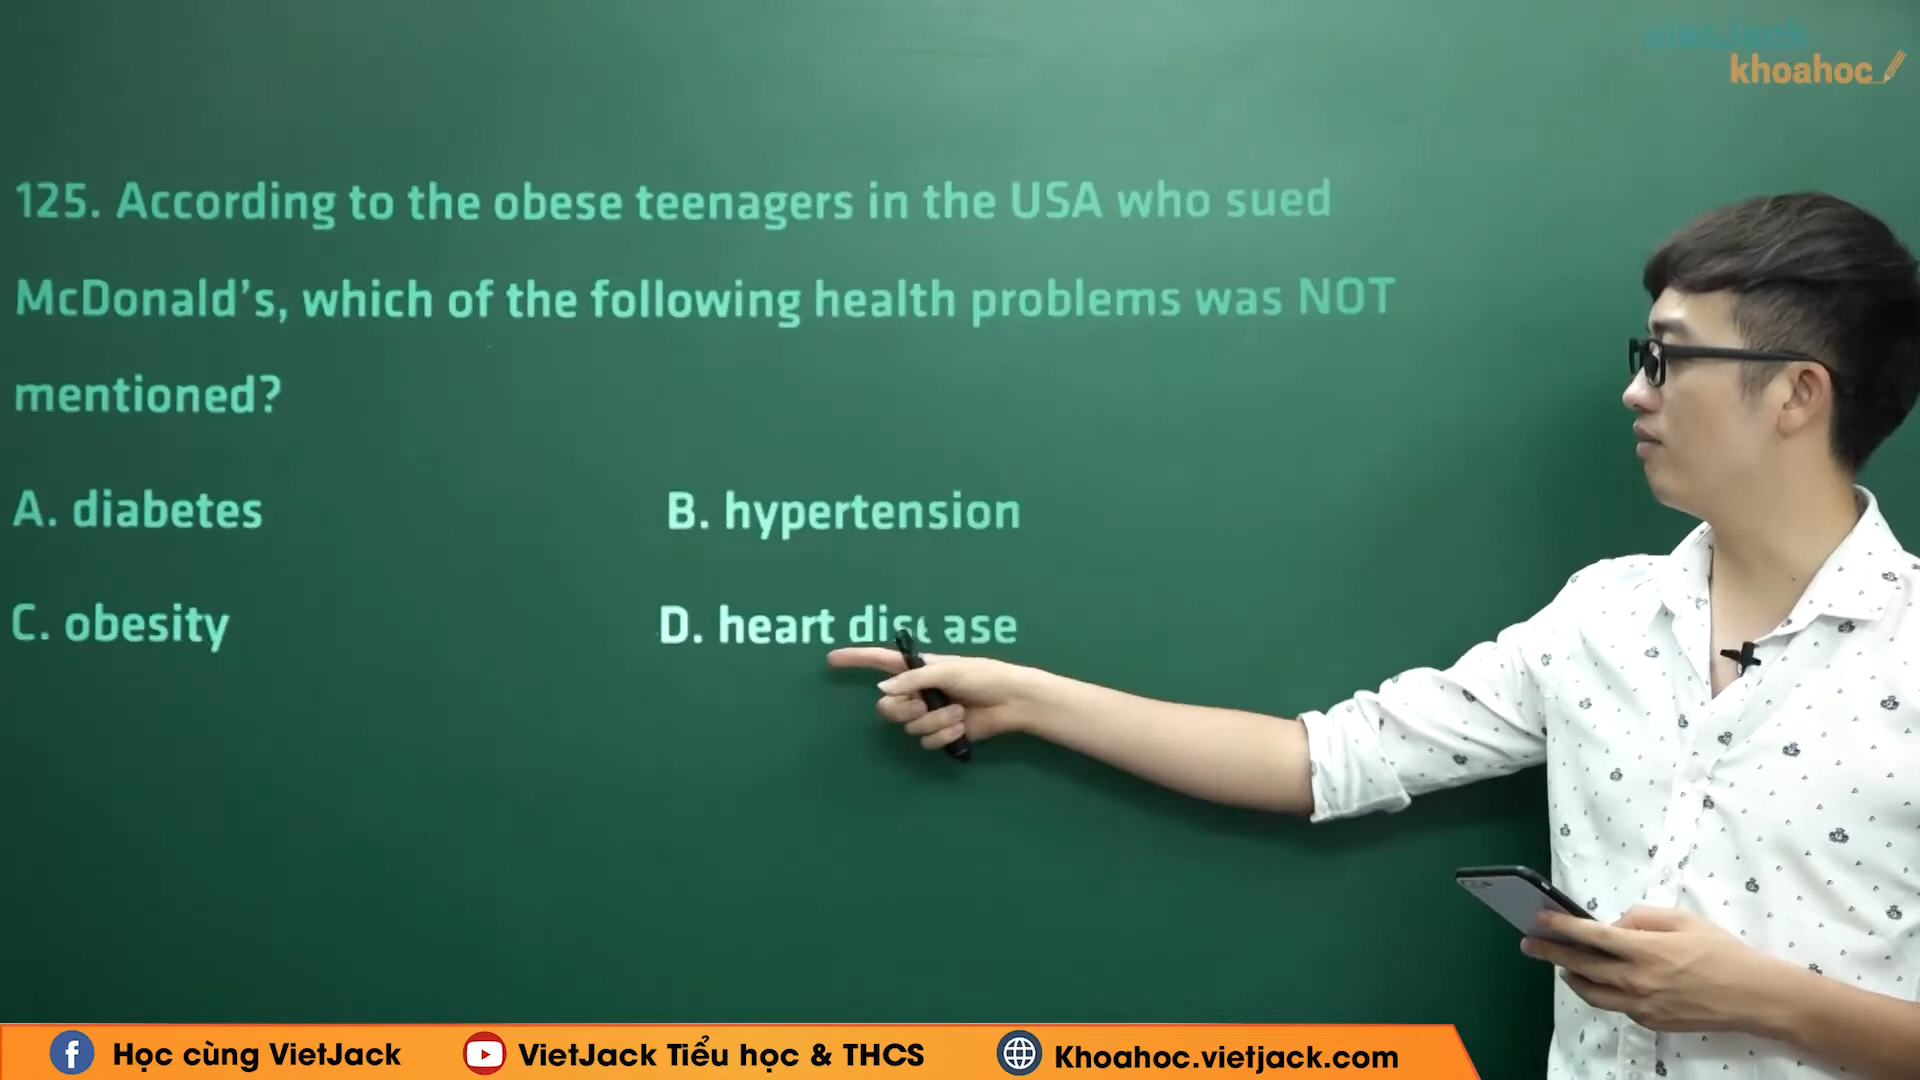 vietJack
khoahoc
125. According to the obese teenagers in the USA who sued
McDonald's, which of the following health problems was NOT
mentioned?
A. diabetes
B. hypertension
C. obesity
D. heart disease
Học cùng VietJack
VietJack Tiểu học & THCS
Khoahoc.vietjack.com